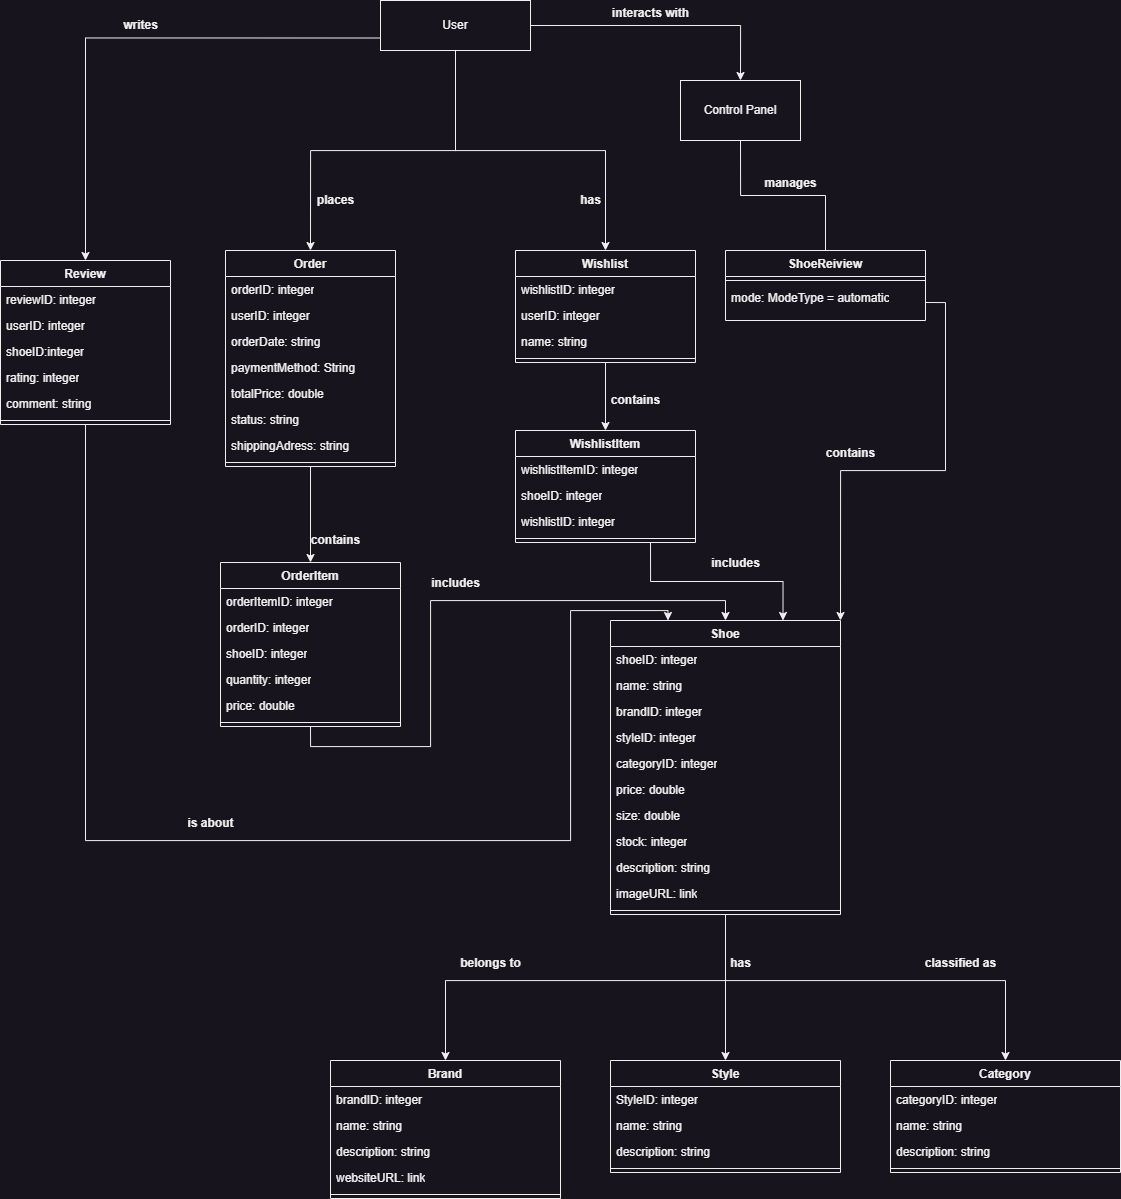 User
writes
interacts with
Control Panel
manages
places
has
Review
reviewID: integer
userID: integer
shoeID:integer
rating: integer
comment: string
Order
orderID: integer
userID: integer
orderDate: string
paymentMethod: String
totalPrice: double
status: string
shippingAdress: string
Wishlist
wishlistID: integer
userID: integer
name: string
ShoeReiview
mode: ModeType = automatic
contains
WishlistItem
wishlistItemID: integer
shoeID: integer
wishlistID: integer
contains
contains
OrderItem
orderItemID: integer
orderID: integer
shoeID: integer
quantity: integer
price: double
includes
includes
Shoe
shoeID: integer
name: string
brandID: integer
styleID: integer
categoryID: integer
price: double
size: double
stock: integer
description: string
imageURL: link
is about
belongs to
has
classified as
Brand
brandID: integer
name: string
description: string
websiteURL: link
Style
StyleID: integer
name: string
description: string
Category
categoryID: integer
name: string
description: string